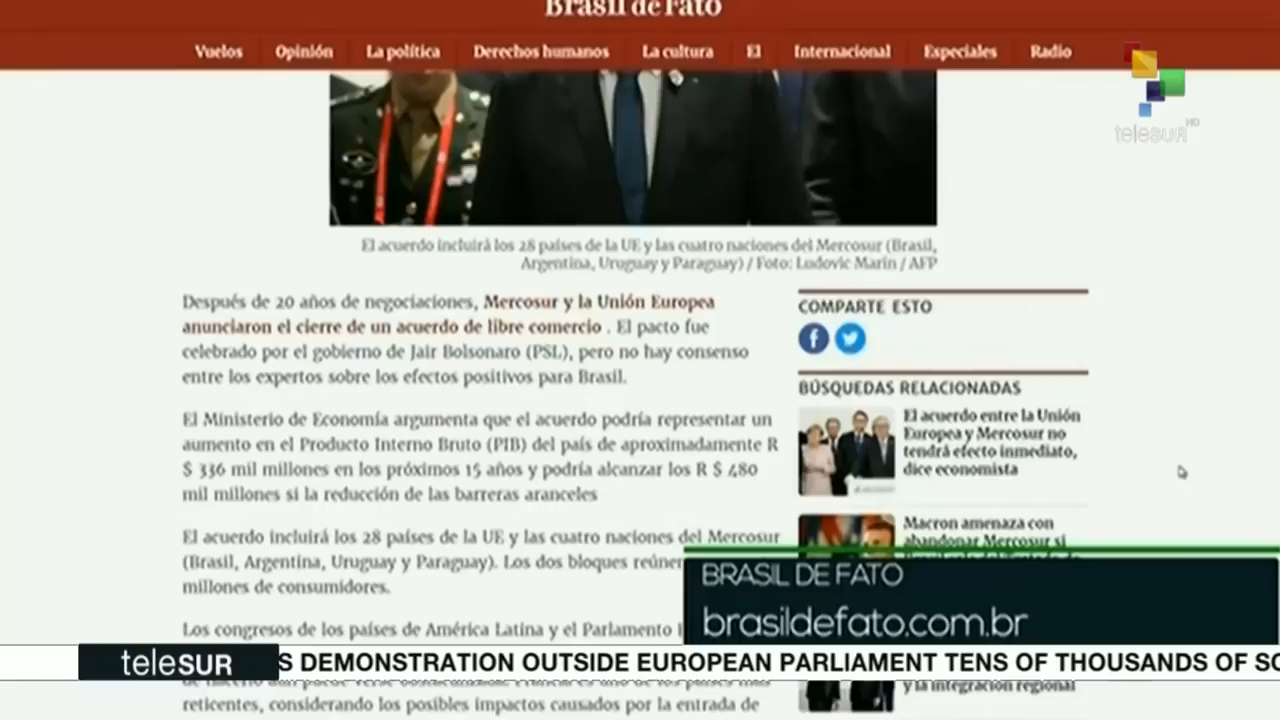 Brasil de Fato
Vuelos Opinión La política Derechos humanos La cultura El Internacional Especiales Radio
teleSUR HD
El acuerdo incluirá los 28 países de la UE y las cuatro naciones del Mercosur (Brasil,
Argentina, Uruguay y Paraguay) / Foto: Ludovic Marin / AFP
Después de 20 años de negociaciones, Mercosur y la Unión Europea
anunciaron el cierre de un acuerdo de libre comercio . El pacto fue
celebrado por el gobierno de Jair Bolsonaro (PSL), pero no hay consenso
entre los expertos sobre los efectos positivos para Brasil.
El Ministerio de Economía argumenta que el acuerdo podría representar un
aumento en el Producto Interno Bruto (PIB) del país de aproximadamente R
$ 336 mil millones en los próximos 15 años y podría alcanzar los R $ 480
mil millones si la reducción de las barreras aranceles
El acuerdo incluirá los 28 países de la UE y las cuatro naciones del Mercosur
(Brasil, Argentina, Uruguay y Paraguay). Los dos bloques reúnen
millones de consumidores.
Los congresos de los países de América Latina y el Parlamento
reticentes, considerando los posibles impactos causados por la entrada de
COMPARTE ESTO
BÚSQUEDAS RELACIONADAS
El acuerdo entre la Unión
Europea y Mercosur no
tendrá efecto inmediato,
dice economista
Macron amenaza con
abandonar Mercosur si
y la integración regional
BRASIL DE FATO
brasildefato.com.br
teleSUR
S DEMONSTRATION OUTSIDE EUROPEAN PARLIAMENT TENS OF THOUSANDS OF SC